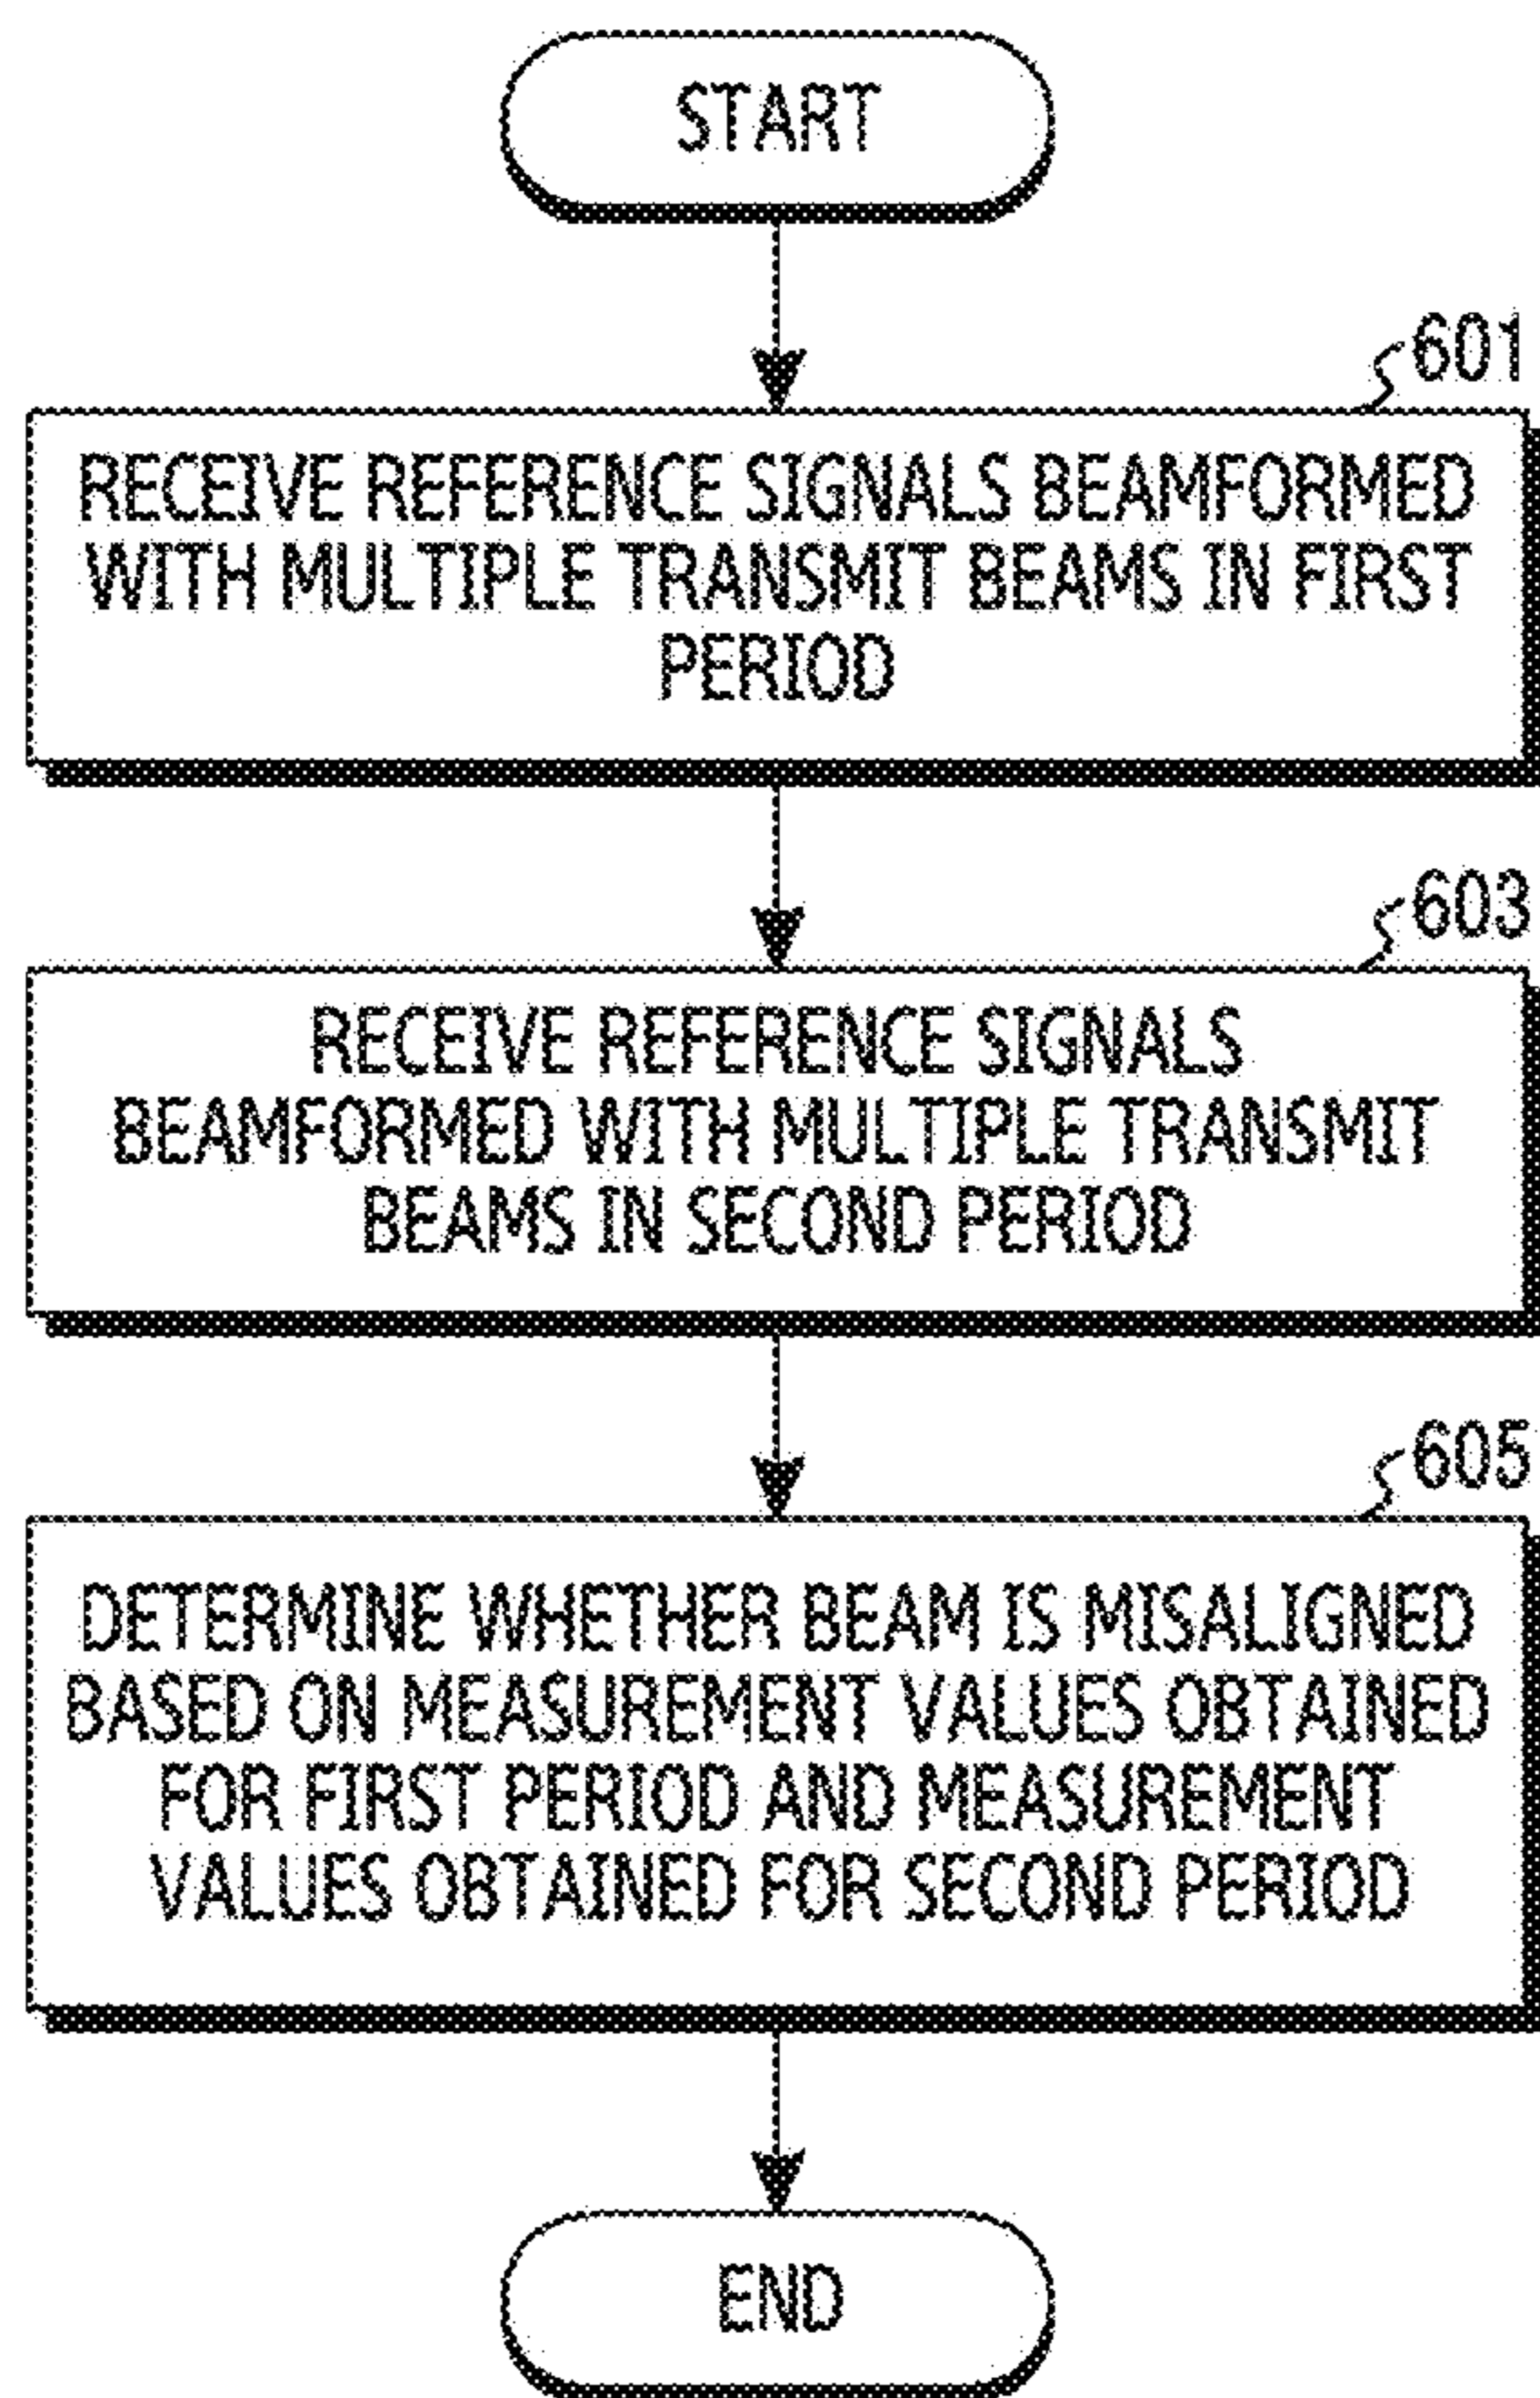 START
601
RECEIVE REFERENCE SIGNALS BEAMFORMED
WITH MULTIPLE TRANSMIT BEAMS IN FIRST
PERIOD
603
RECEIVE REFERENCE SIGNALS
BEAMFORMED WITH MULTIPLE TRANSMIT
BEAMS IN SECOND PERIOD
605
DETERMINE WHETHER BEAM IS MISALIGNED
BASED ON MEASUREMENT VALUES OBTAINED
FOR FIRST PERIOD AND MEASUREMENT
VALUES OBTAINED FOR SECOND PERIOD
END